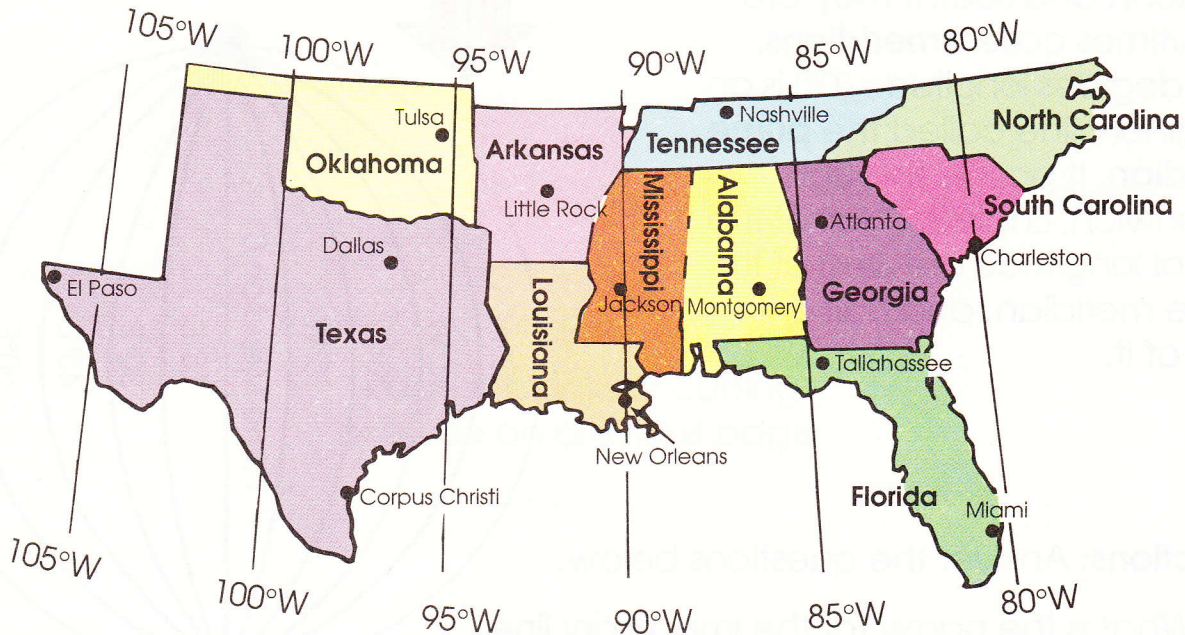 105°W
100°W
95°W
90°W
85°W
80°W
Tulsa
Oklahoma
Arkansas
Little Rock
Nashville
Tennessee
North Carolina
South Carolina
Mississippi
Alabama
Atlanta
Charleston
Dallas
El Paso
Texas
Louisiana
Jackson
Montgomery
Georgia
Tallahassee
New Orleans
Corpus Christi
Florida
Miami
105°W
100°W
95°W
90°W
85°W
80°W